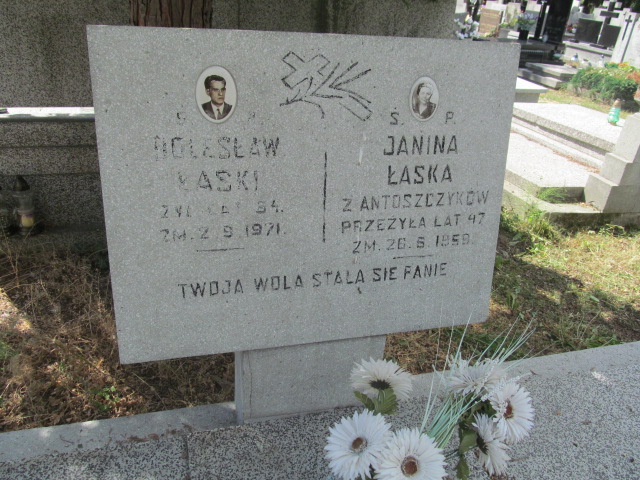 Ś. P.
BOLESŁAW
ŁASKI
ŻYŁ LAT 64.
ZM. 2 9 1971.
Ś. P.
JANINA
ŁASKA
Z ANTOSZCZYKÓW
PRZEŻYŁA LAT 47
ZM. 26. 6. 1959.
TWOJA WOLA STAŁA SIĘ PANIE